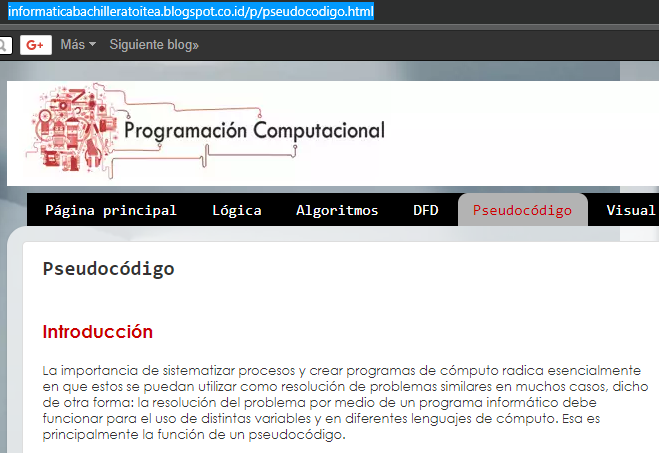 informaticabachilleratoitea.blogspot.co.id/p/pseudocodigo.html
G+ Más Siguiente blog»
Programación Computacional
Página principal Lógica Algoritmos DFD Pseudocódigo Visual
Pseudocódigo
Introducción
La importancia de sistematizar procesos y crear programas de cómputo radica esencialmente
en que estos se puedan utilizar como resolución de problemas similares en muchos casos, dicho
de otra forma: la resolución del problema por medio de un programa informático debe
funcionar para el uso de distintas variables y en diferentes lenguajes de cómputo. Esa es
principalmente la función de un pseudocódigo.